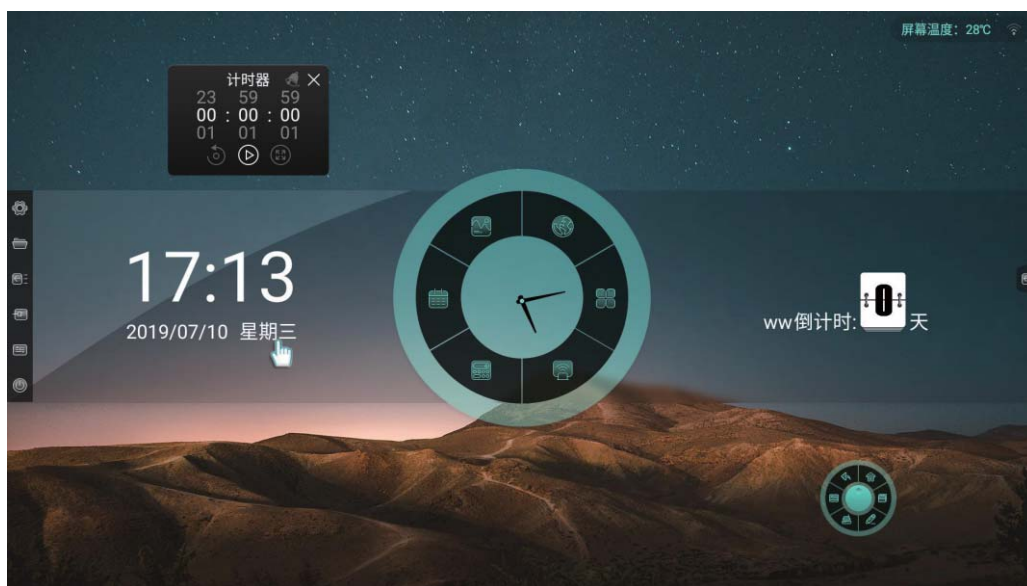 屏幕温度：28℃
计时器
23 59 59
00 : 00 : 00
01 01 01
17:13
2019/07/10 星期三
ww倒计时: 0 天